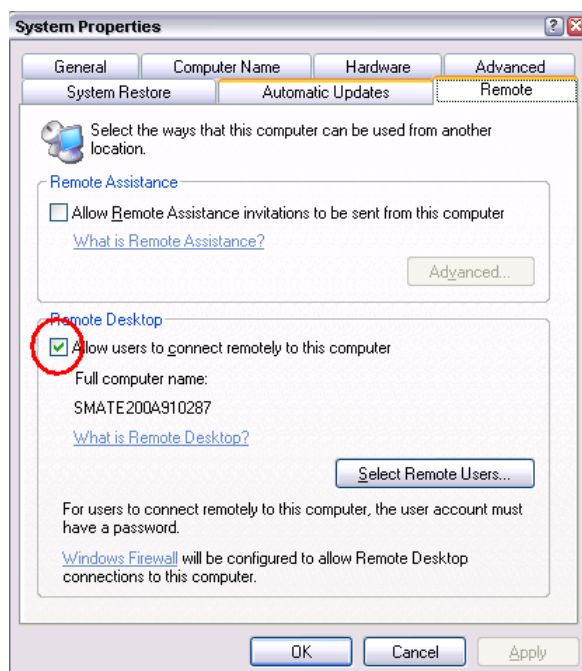 System Properties
General
Computer Name
Hardware
Advanced
System Restore
Automatic Updates
Remote
Select the ways that this computer can be used from another
location.
Remote Assistance
Allow Remote Assistance invitations to be sent from this computer
What is Remote Assistance?
Advanced...
Remote Desktop
Allow users to connect remotely to this computer
Full computer name:
SMATE200A910287
What is Remote Desktop?
Select Remote Users...
For users to connect remotely to this computer, the user account must
have a password.
Windows Firewall will be configured to allow Remote Desktop
connections to this computer.
OK
Cancel
Apply